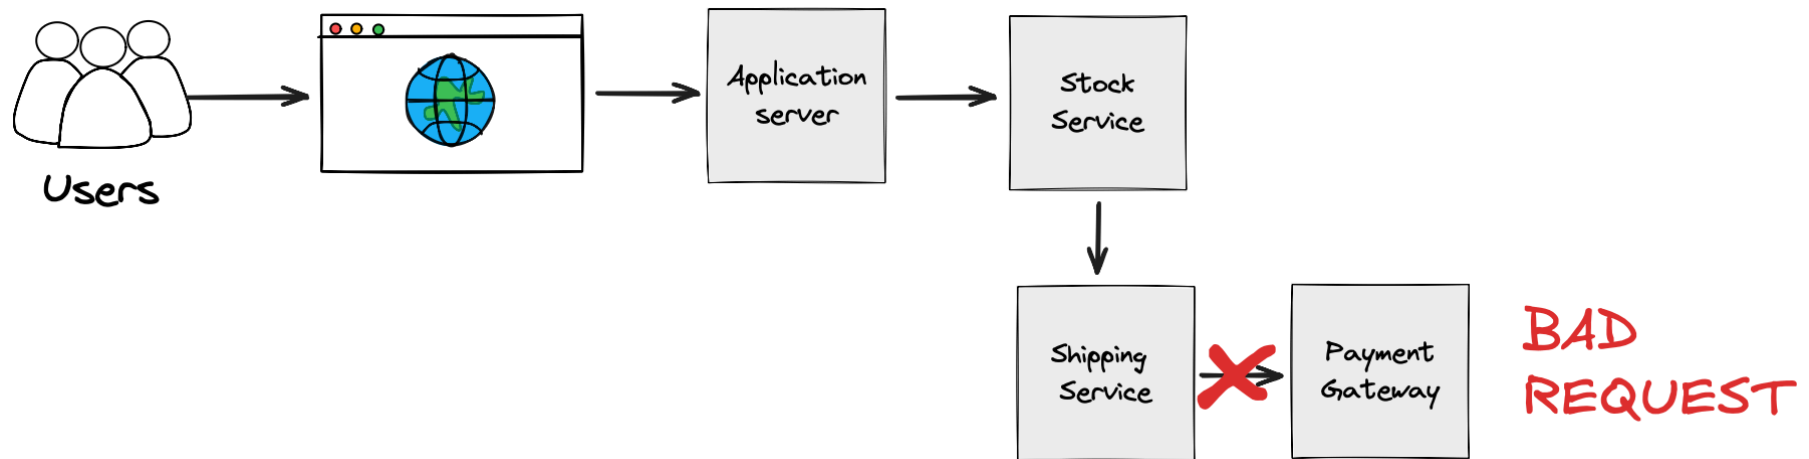 Users
Application
server
Stock
Service
Shipping
Service
Payment
Gateway
BAD
REQUEST